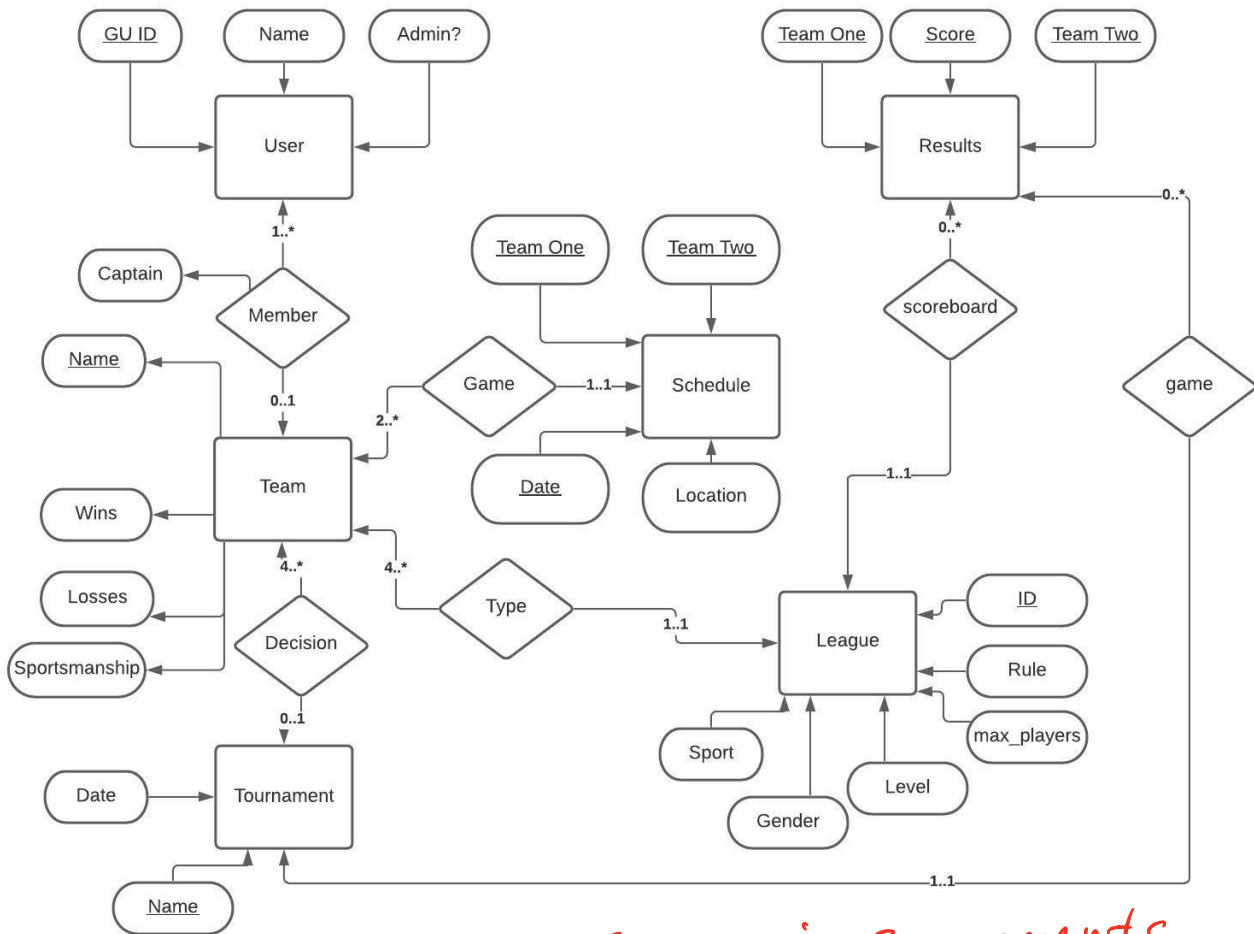 GU ID
Name
Admin?
Team One
Score
Team Two
User
Results
1..*
0..*
0..*
Captain
Member
Team One
Team Two
scoreboard
Name
0..1
Game
1..1
Schedule
game
2..*
Team
Date
Location
1..1
Wins
4..*
4..*
Type
1..1
Losses
Decision
League
ID
Sportsmanship
Rule
0..1
Sport
max_players
Date
Tournament
Level
Gender
1..1
Name